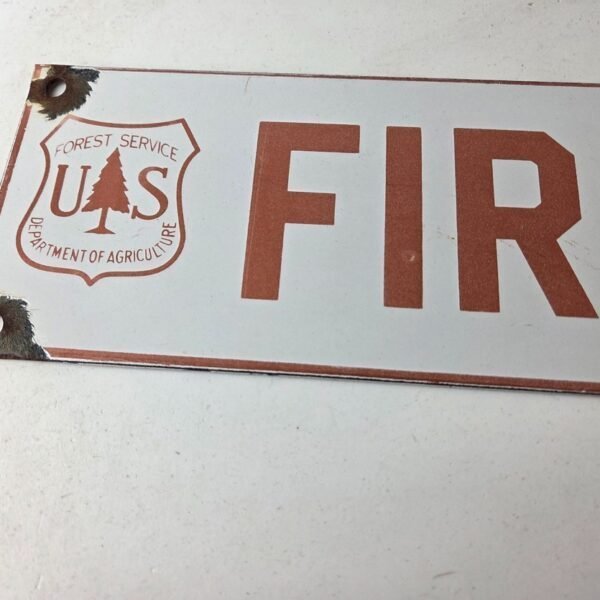 FOREST SERVICE
U S
DEPARTMENT OF AGRICULTURE
FIR